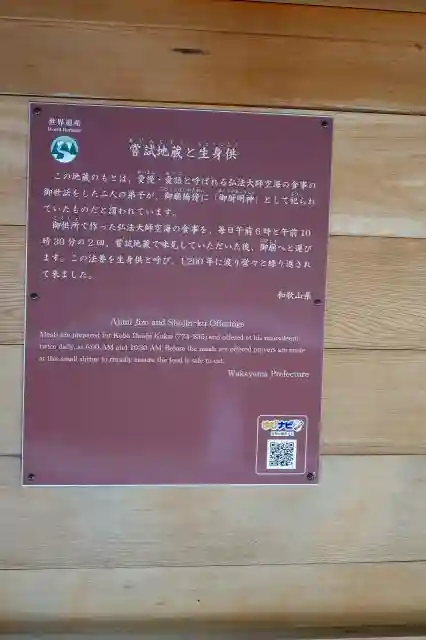 世界遺産
World Heritage
嘗試地蔵と生身供
この地蔵のもとは、愛慢・愛語と呼ばれる弘法大師空海の食事の
御世話をした二人の弟子が、御廟橋傍に「御厨明神」として祀られ
ていたものだと謂われています。
御供所で作った弘法大師空海の食事を、毎日午前6時と午前10
時30分の2回、嘗試地蔵で味見していただいた後、御廟へと運び
ます。この法要を生身供と呼び、1,200年に渡り営々と繰り返され
て来ました。
和歌山県
Ajimi Jizo and Shojin-ku Offerings
Meals are prepared for Kobo Daishi Kukai (774-835) and offered at his mausoleum
twice daily, at 6:00 AM and 10:30 AM. Before the meals are offered prayers are made
at this small shrine to ritually ensure the food is safe to eat.
Wakayama Prefecture
ナビ